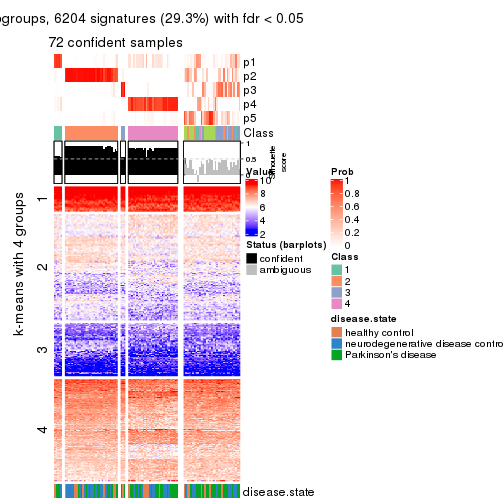 groups, 6204 signatures (29.3%) with fdr < 0.05
72 confident samples
p1
p2
p3
p4
p5
Class
1
0.5
0
silhouette
score
k-means with 4 groups
1
2
3
4
Value
10
8
6
4
2
Status (barplots)
confident
ambiguous
Prob
1
0.8
0.6
0.4
0.2
0
Class
1
2
3
4
disease.state
healthy control
neurodegenerative disease contro
Parkinson's disease
disease.state